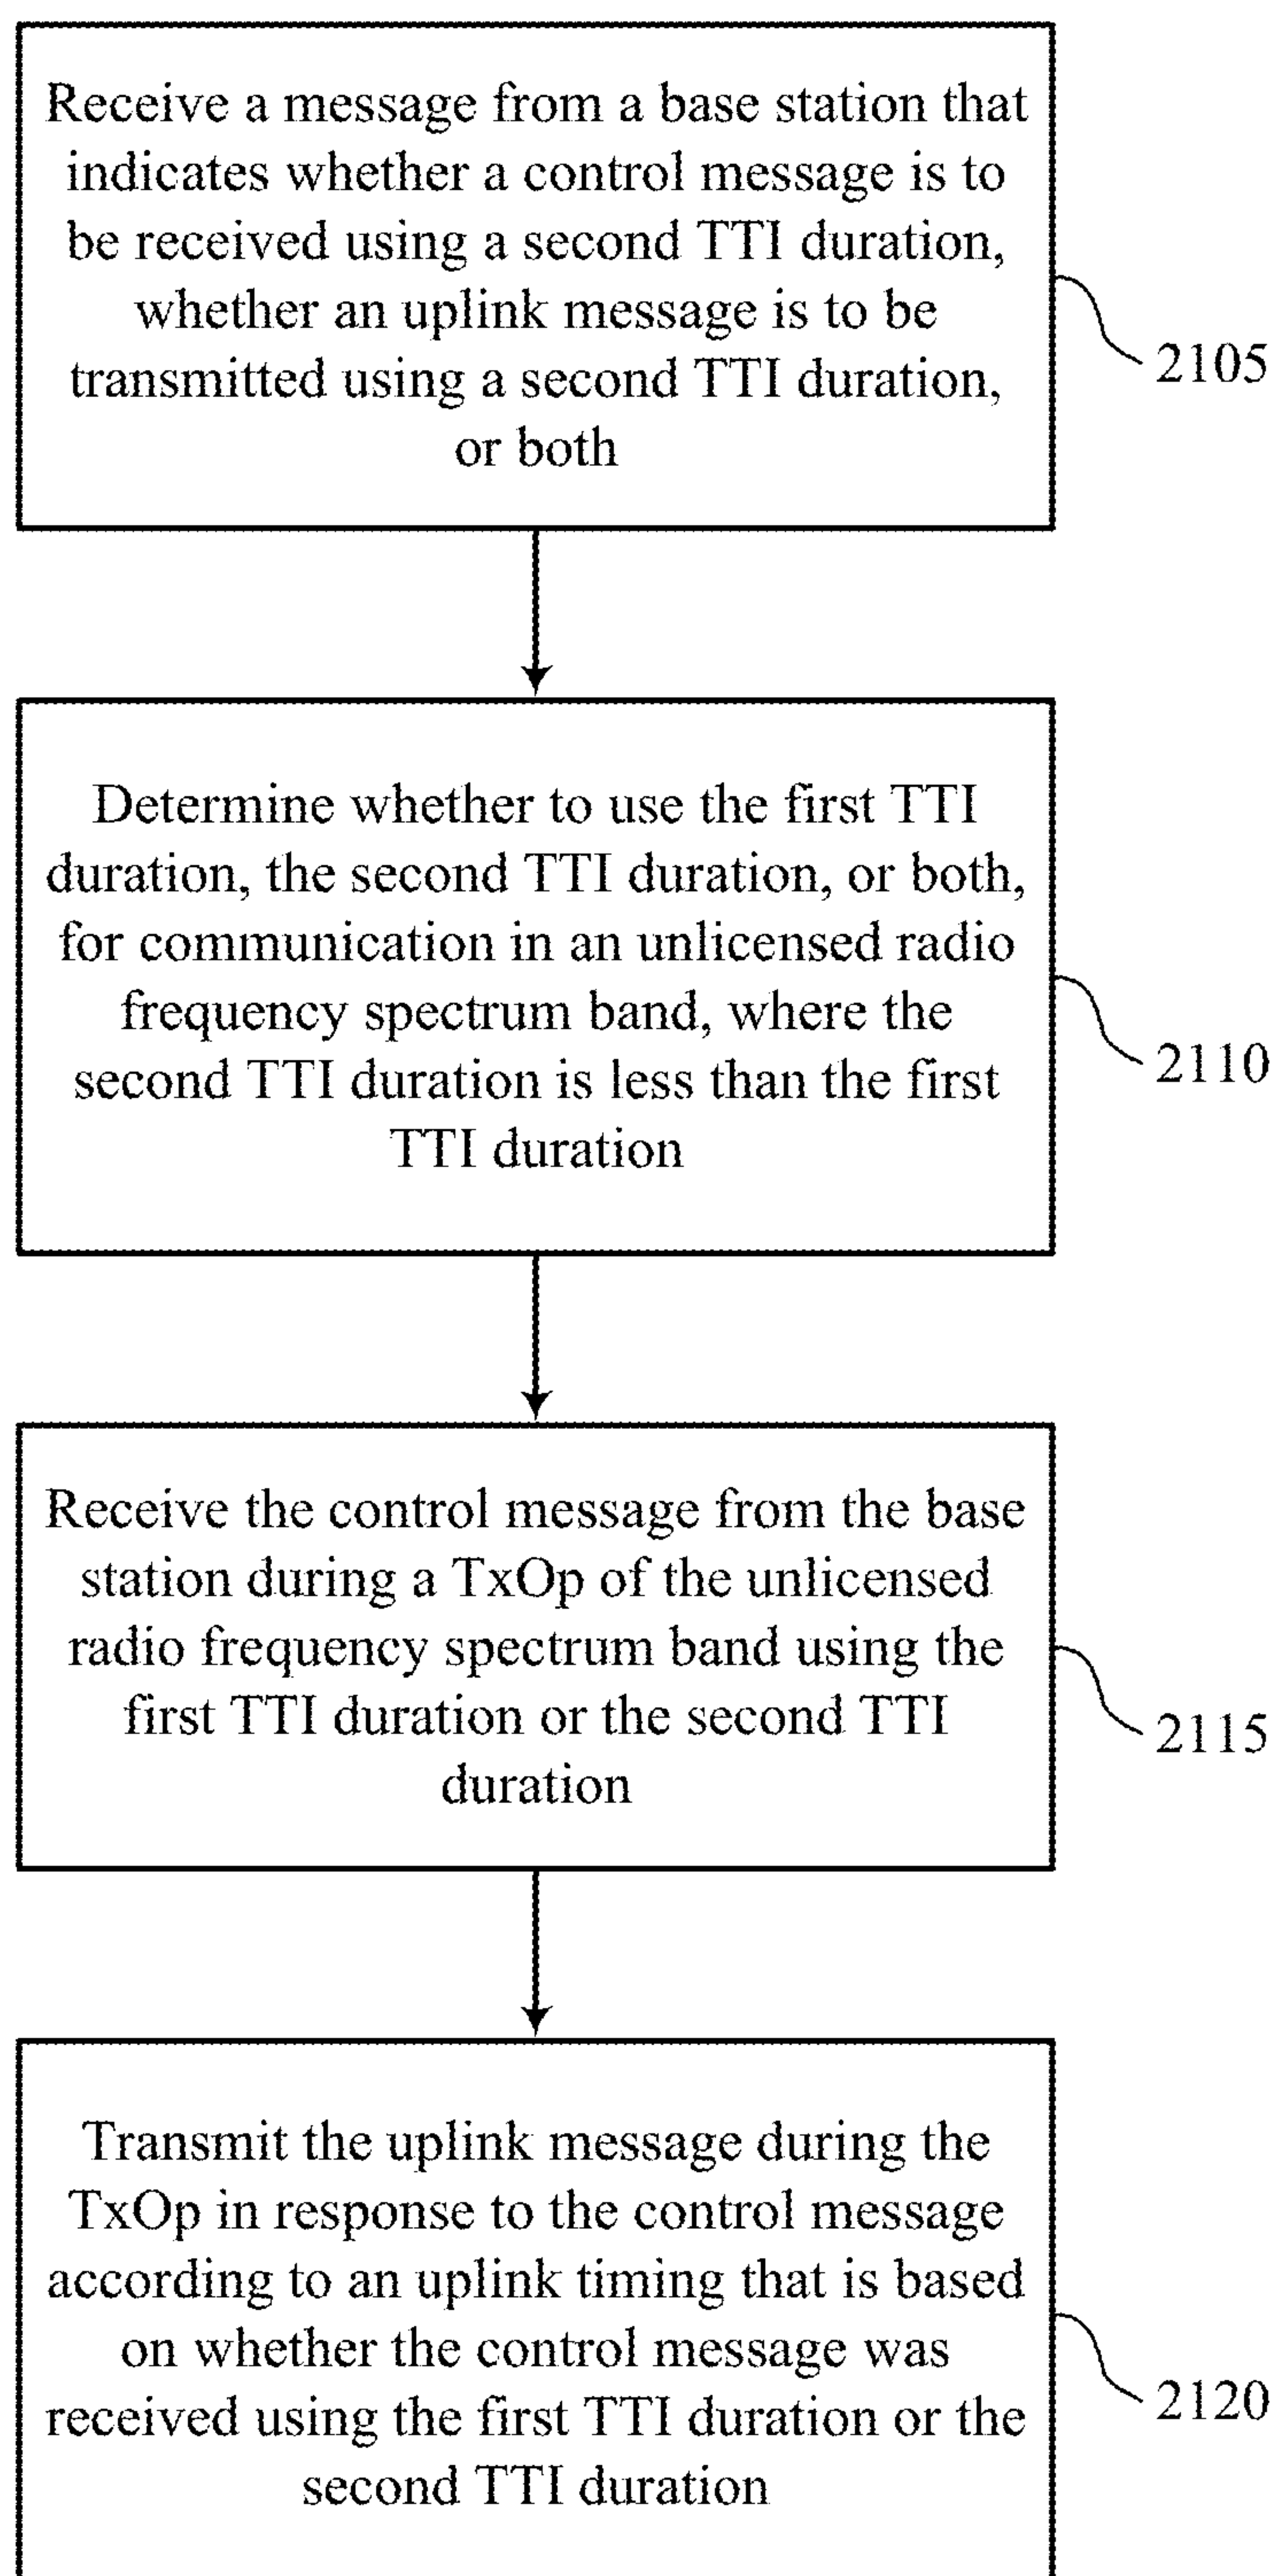 Receive a message from a base station that
indicates whether a control message is to
be received using a second TTI duration,
whether an uplink message is to be
transmitted using a second TTI duration,
or both
2105
Determine whether to use the first TTI
duration, the second TTI duration, or both,
for communication in an unlicensed radio
frequency spectrum band, where the
second TTI duration is less than the first
TTI duration
2110
Receive the control message from the base
station during a TxOp of the unlicensed
radio frequency spectrum band using the
first TTI duration or the second TTI
duration
2115
Transmit the uplink message during the
TxOp in response to the control message
according to an uplink timing that is based
on whether the control message was
received using the first TTI duration or the
second TTI duration
2120